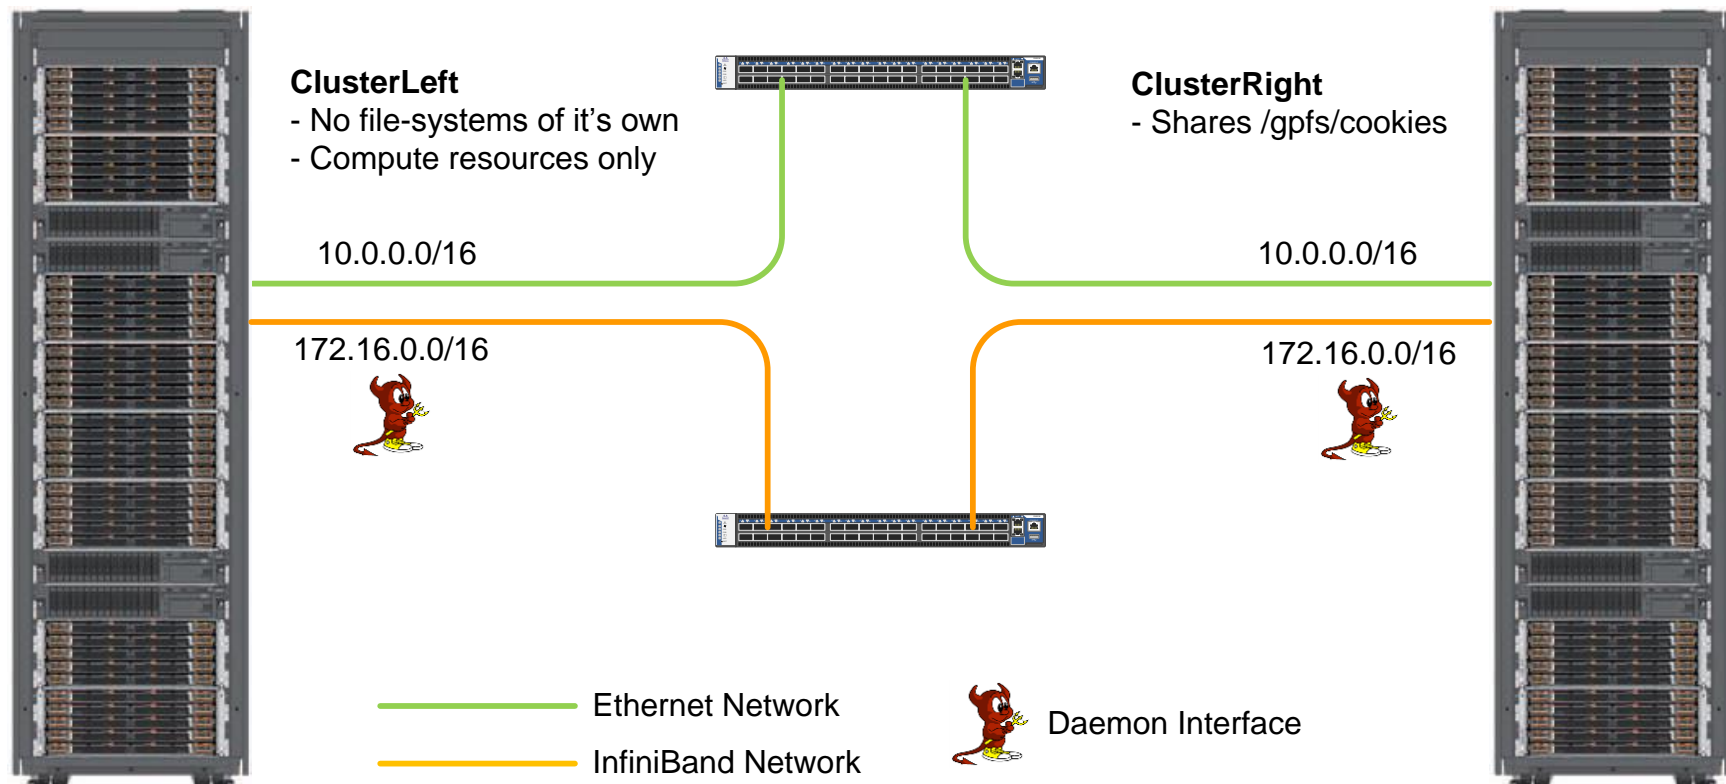 ClusterLeft
- No file-systems of it's own
- Compute resources only
ClusterRight
- Shares /gpfs/cookies
10.0.0.0/16
10.0.0.0/16
172.16.0.0/16
172.16.0.0/16
Ethernet Network
Daemon Interface
InfiniBand Network